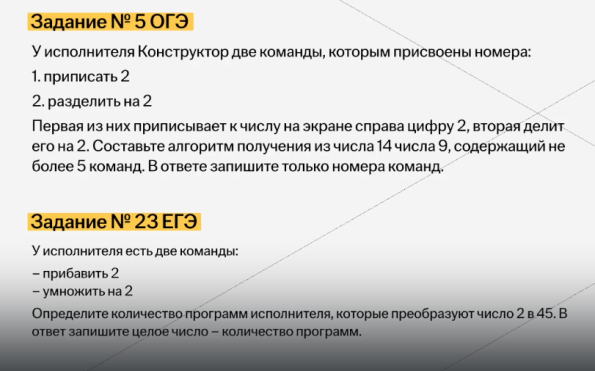 Задание № 5 ОГЭ
У исполнителя Конструктор две команды, которым присвоены номера:
1. приписать 2
2. разделить на 2
Первая из них приписывает к числу на экране справа цифру 2, вторая делит
его на 2. Составьте алгоритм получения из числа 14 числа 9, содержащий не
более 5 команд. В ответе запишите только номера команд.
Задание № 23 ЕГЭ
У исполнителя есть две команды:
– прибавить 2
– умножить на 2
Определите количество программ исполнителя, которые преобразуют число 2 в 45. В
ответ запишите целое число – количество программ.